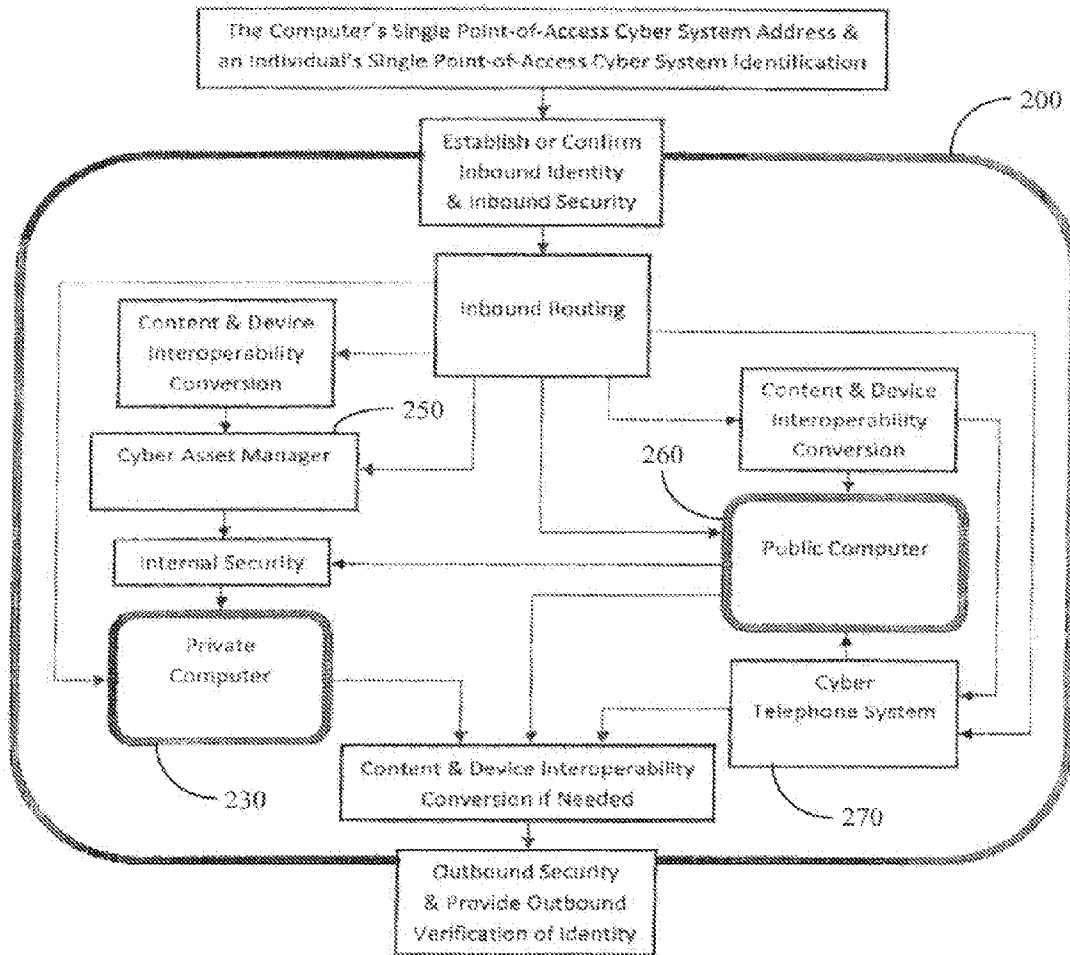 The Computer's Single Point-of-Access Cyber System Address &
an Individual's Single Point-of-Access Cyber System Identification
200
Establish or Confirm
Inbound Identity
& Inbound Security
Inbound Routing
Content & Device
Interoperability
Conversion
250
Cyber Asset Manager
Content & Device
Interoperability
Conversion
260
Public Computer
Internal Security
Private
Computer
Cyber
Telephone System
230
Content & Device Interoperability
Conversion if Needed
270
Outbound Security
& Provide Outbound
Verification of Identity